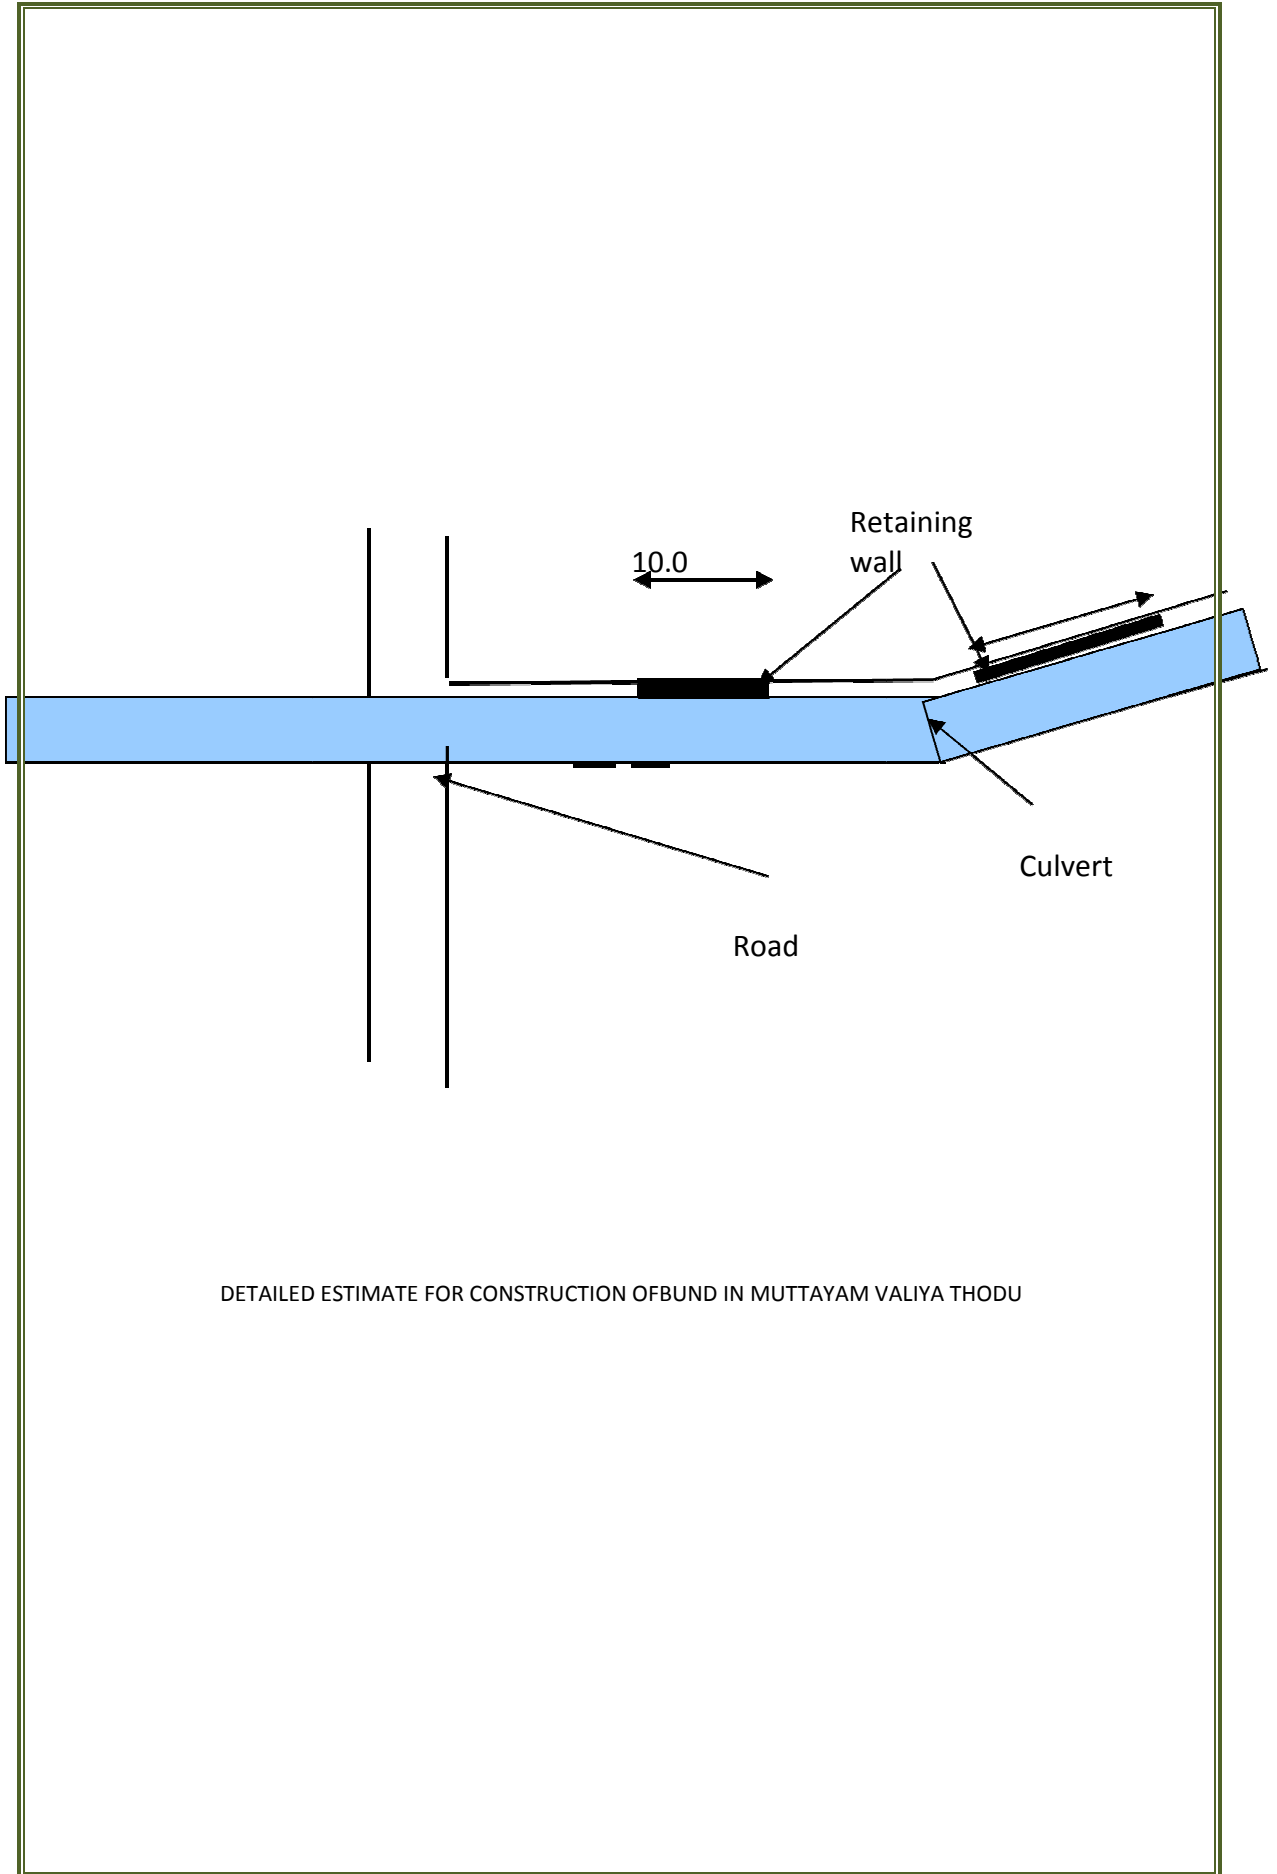 Retaining
wall
10.0
Culvert
Road
DETAILED ESTIMATE FOR CONSTRUCTION OFBUND IN MUTTAYAM VALIYA THODU